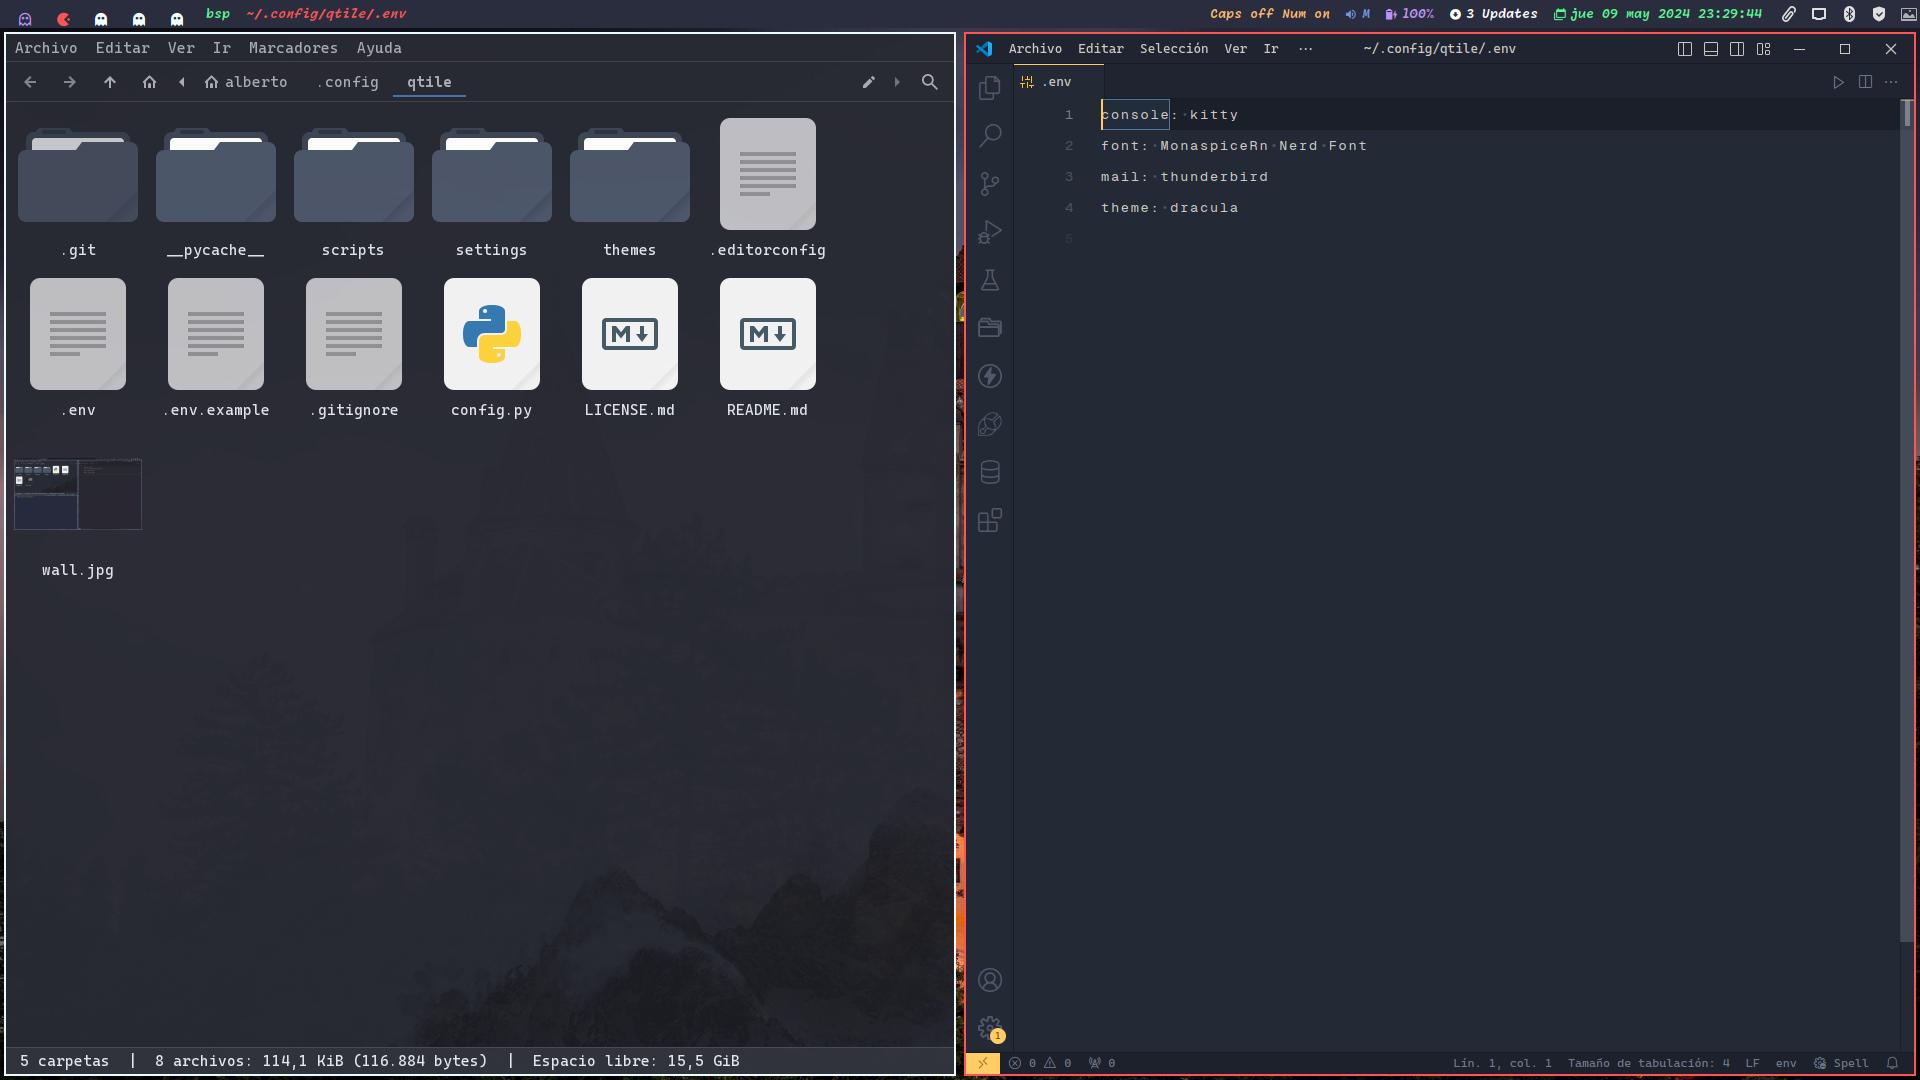 bsp ~/.config/qtile/.env
Caps off Num on M 100% 3 Updates jue 09 may 2024 23:29:44
Archivo Editar Ver Ir Marcadores Ayuda
alberto .config qtile
.git __pycache__ scripts settings themes .editorconfig
.env .env.example .gitignore config.py LICENSE.md README.md
wall.jpg
5 carpetas | 8 archivos: 114,1 KiB (116.884 bytes) | Espacio libre: 15,5 GiB
Archivo Editar Selección Ver Ir ··· ~/.config/qtile/.env
.env
1 console: kitty
2 font: MonaspiceRn Nerd Font
3 mail: thunderbird
4 theme: dracula
5
1
0 0 0 Lín. 1, col. 1 Tamaño de tabulación: 4 LF env Spell